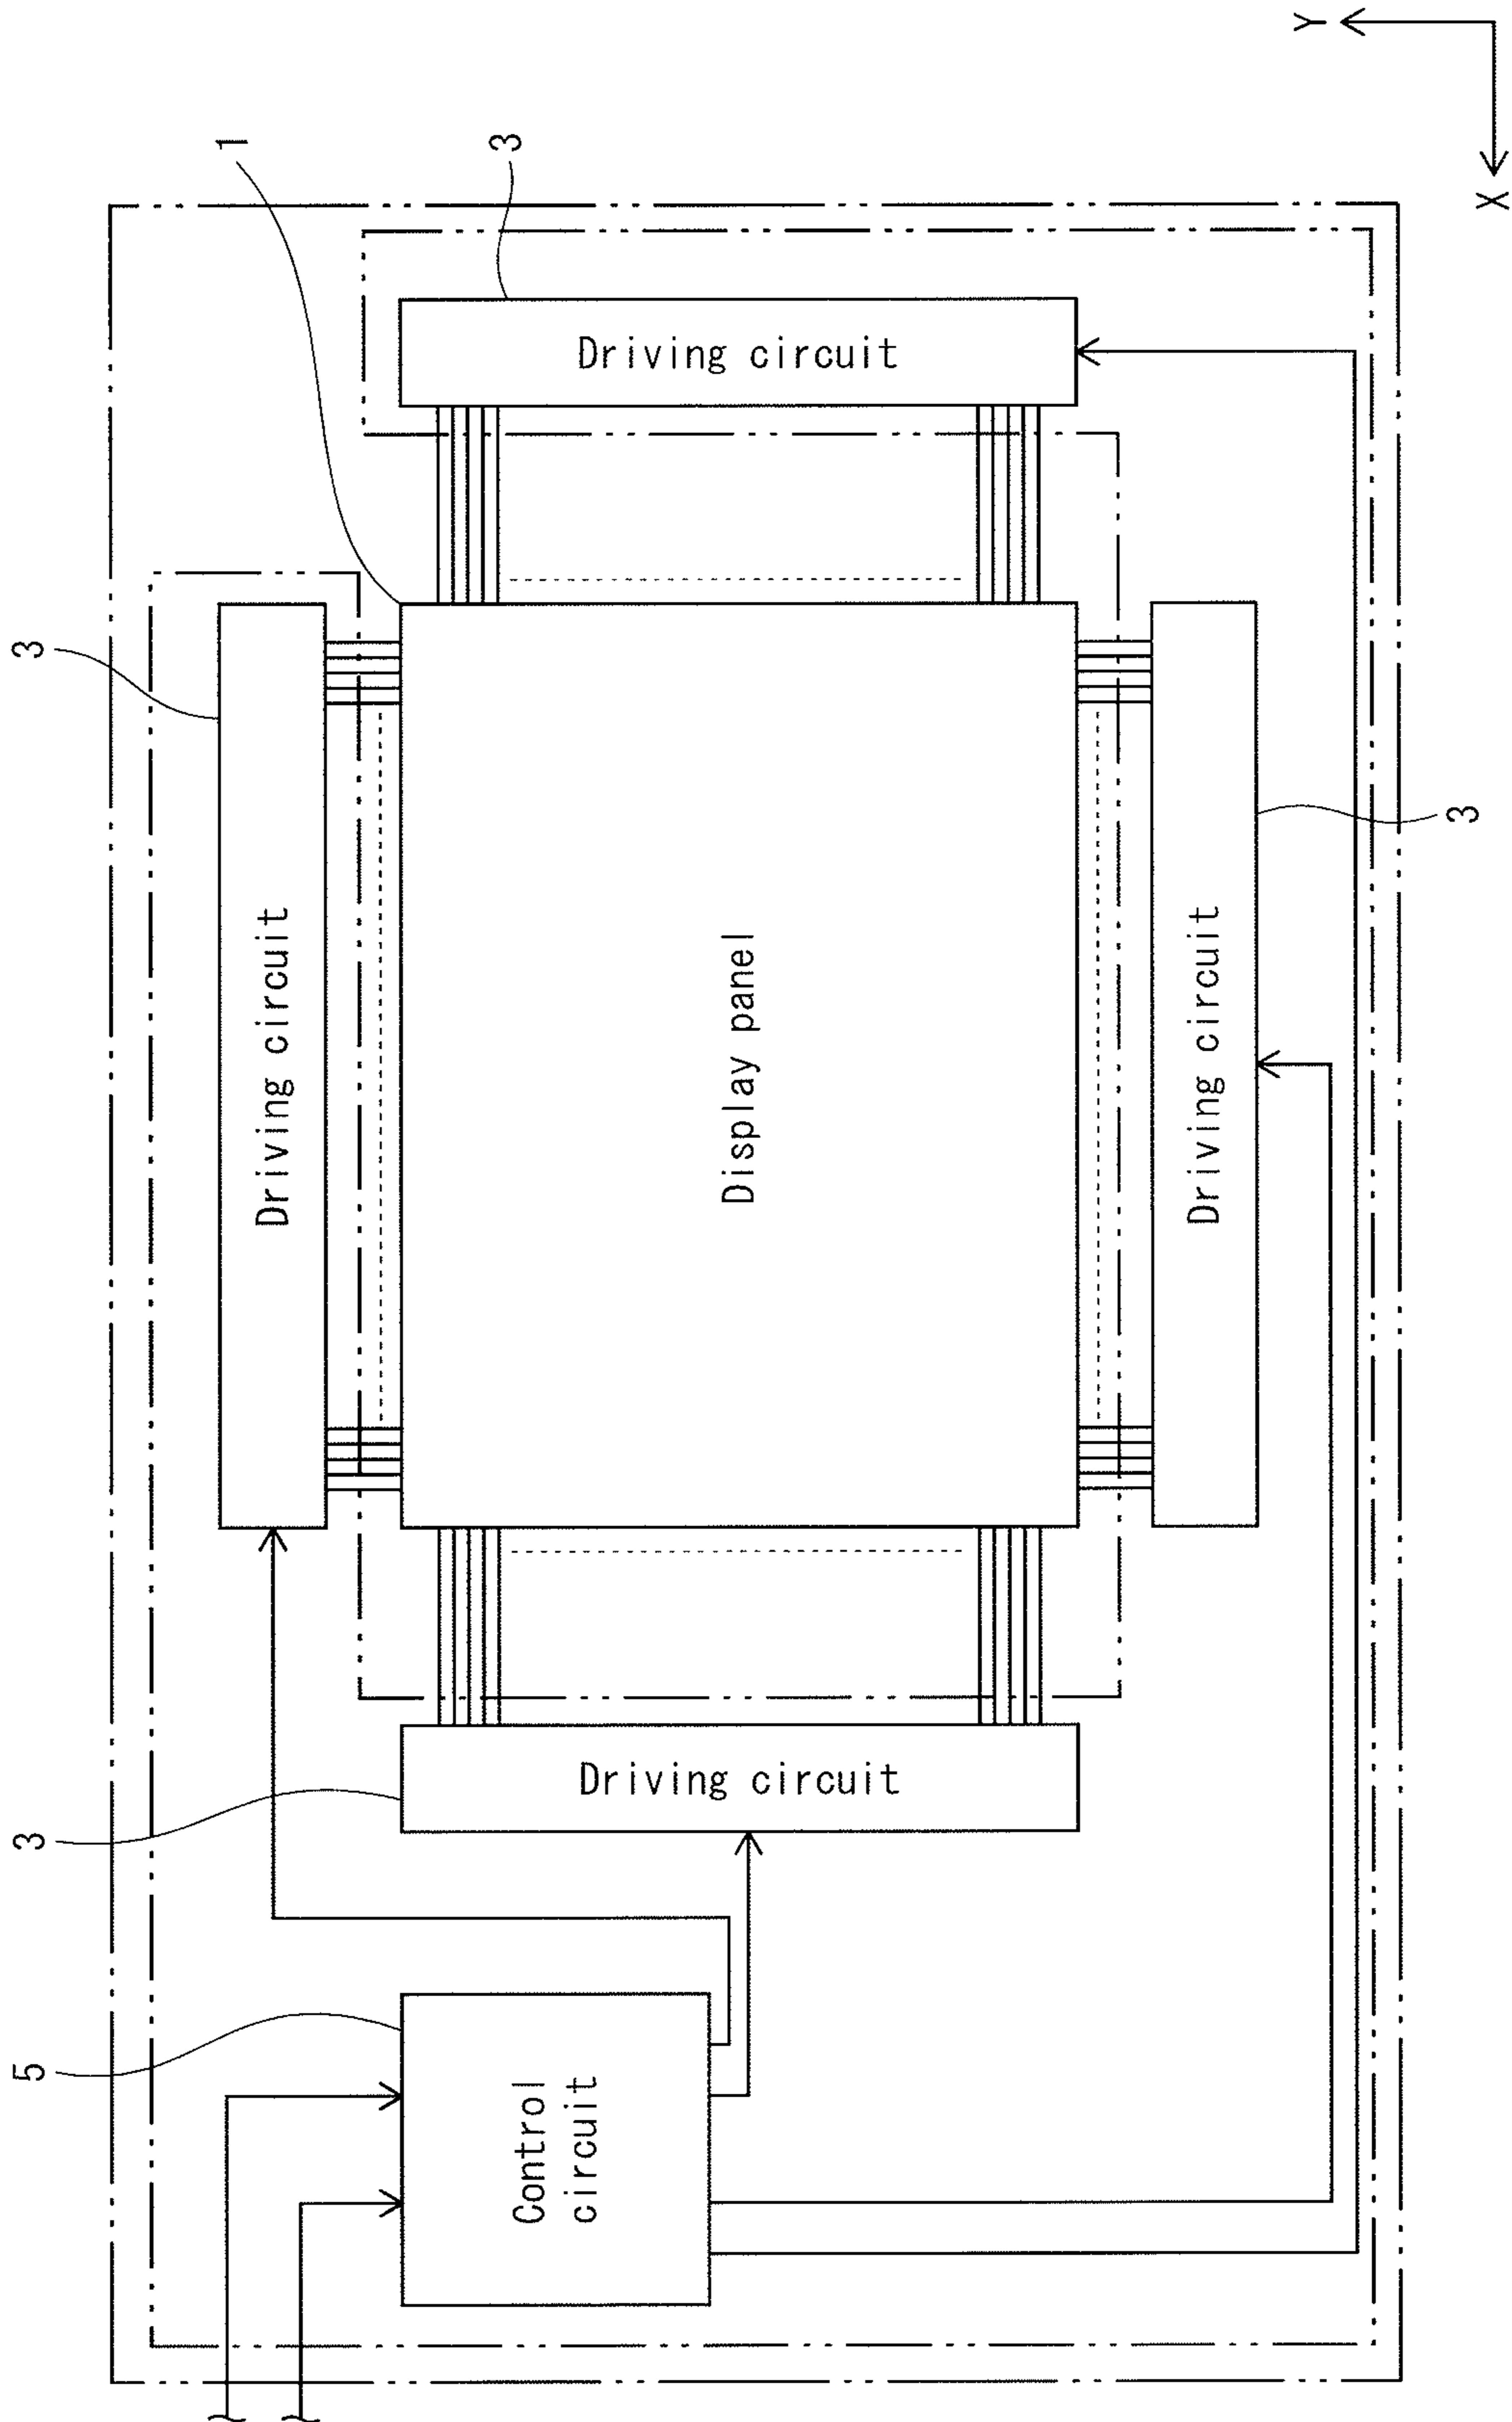 Y
X
1
3
Driving circuit
3
Driving circuit
Display panel
Driving circuit
3
Driving circuit
3
5
Control
circuit